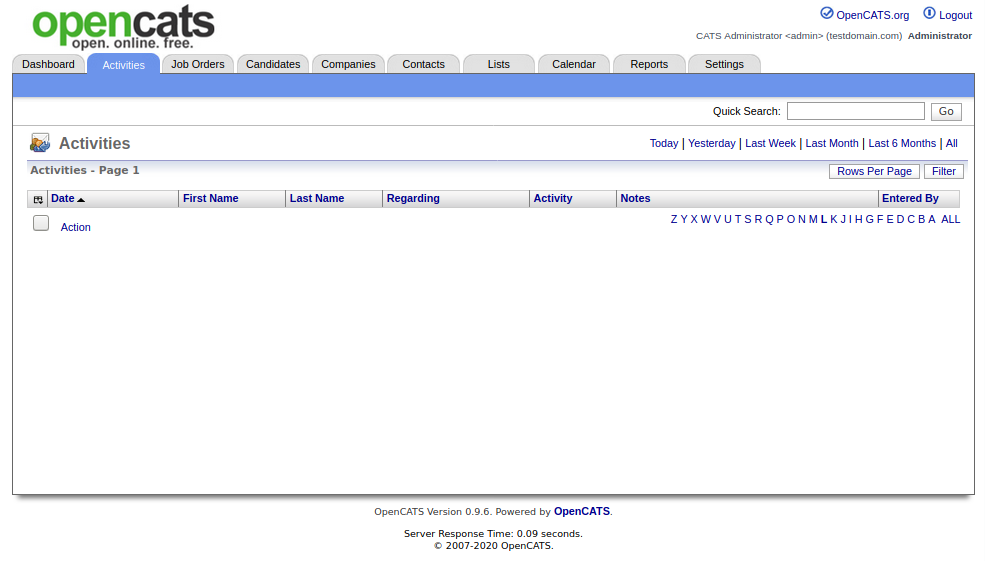 opencats
open. online. free.
OpenCATS.org Logout
CATS Administrator <admin> (testdomain.com) Administrator
Dashboard Activities Job Orders Candidates Companies Contacts Lists Calendar Reports Settings
Quick Search: Go
Activities Today | Yesterday | Last Week | Last Month | Last 6 Months | All
Activities - Page 1 Rows Per Page Filter
Date First Name Last Name Regarding Activity Notes Entered By
Z Y X W V U T S R Q P O N M L K J I H G F E D C B A ALL
Action
OpenCATS Version 0.9.6. Powered by OpenCATS.
Server Response Time: 0.09 seconds.
© 2007-2020 OpenCATS.